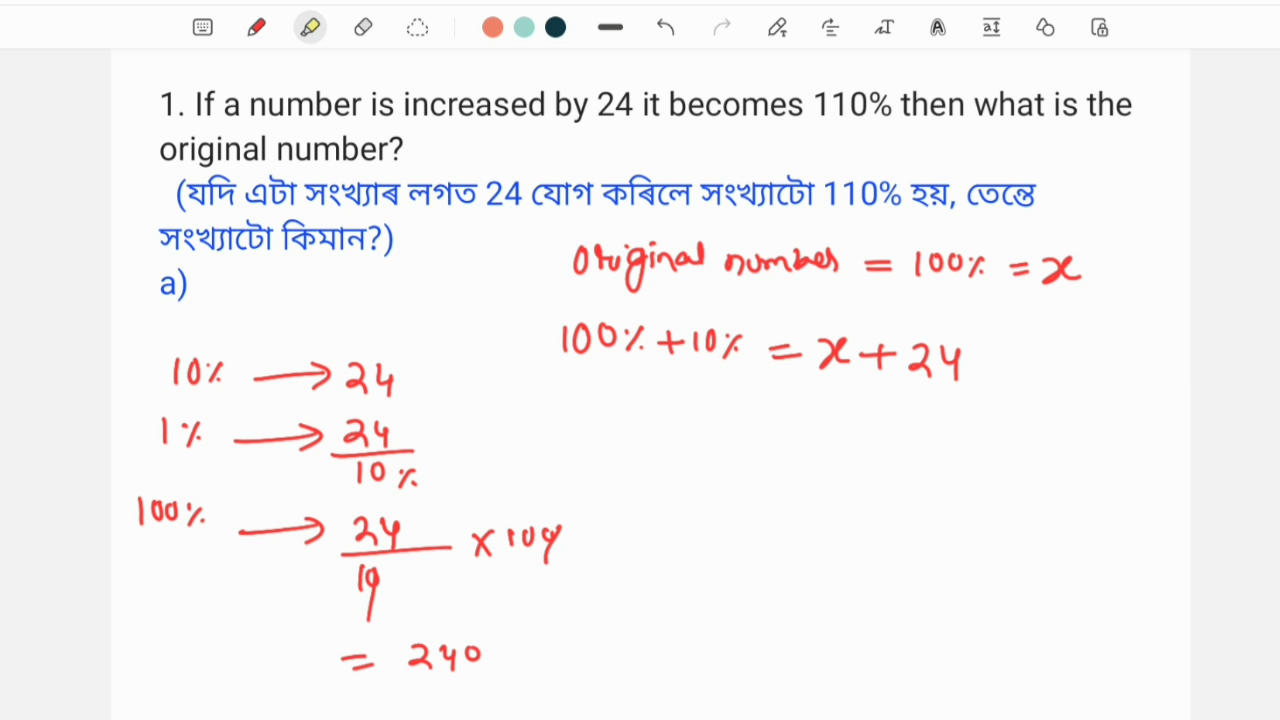 1. If a number is increased by 24 it becomes 110% then what is the
original number?
(যদি এটা সংখ্যাৰ লগত 24 যোগ কৰিলে সংখ্যাটো 110% হয়, তেন্তে
সংখ্যাটো কিমান?)
a)
Original number = 100% = x
100% + 10% = x + 24
10% → 24
1% → 24/10%
100% → 24/10 × 100
= 240